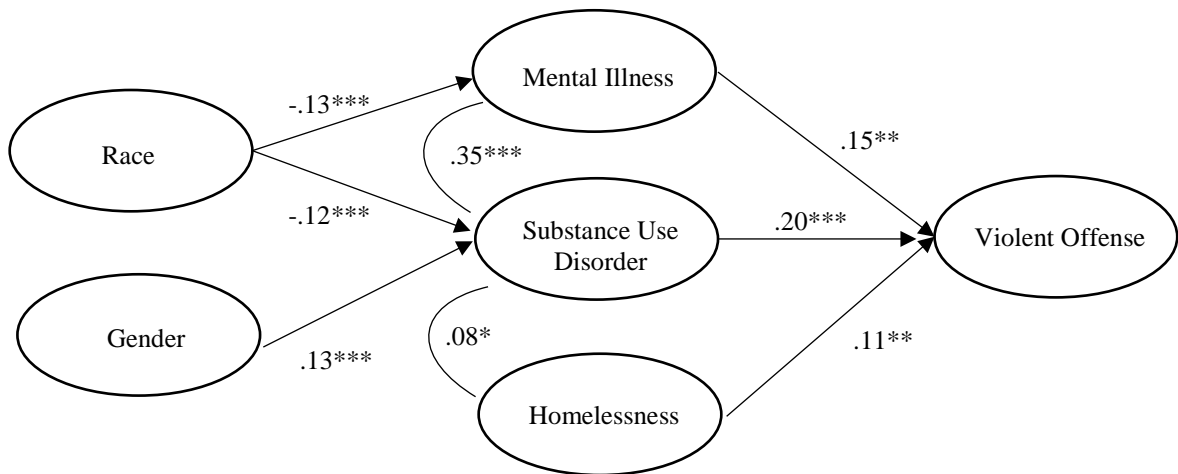 Mental Illness
-.13***
Race
.35***
.15**
-.12***
Substance Use
Disorder
.20***
Violent Offense
Gender
.13***
.08*
.11**
Homelessness